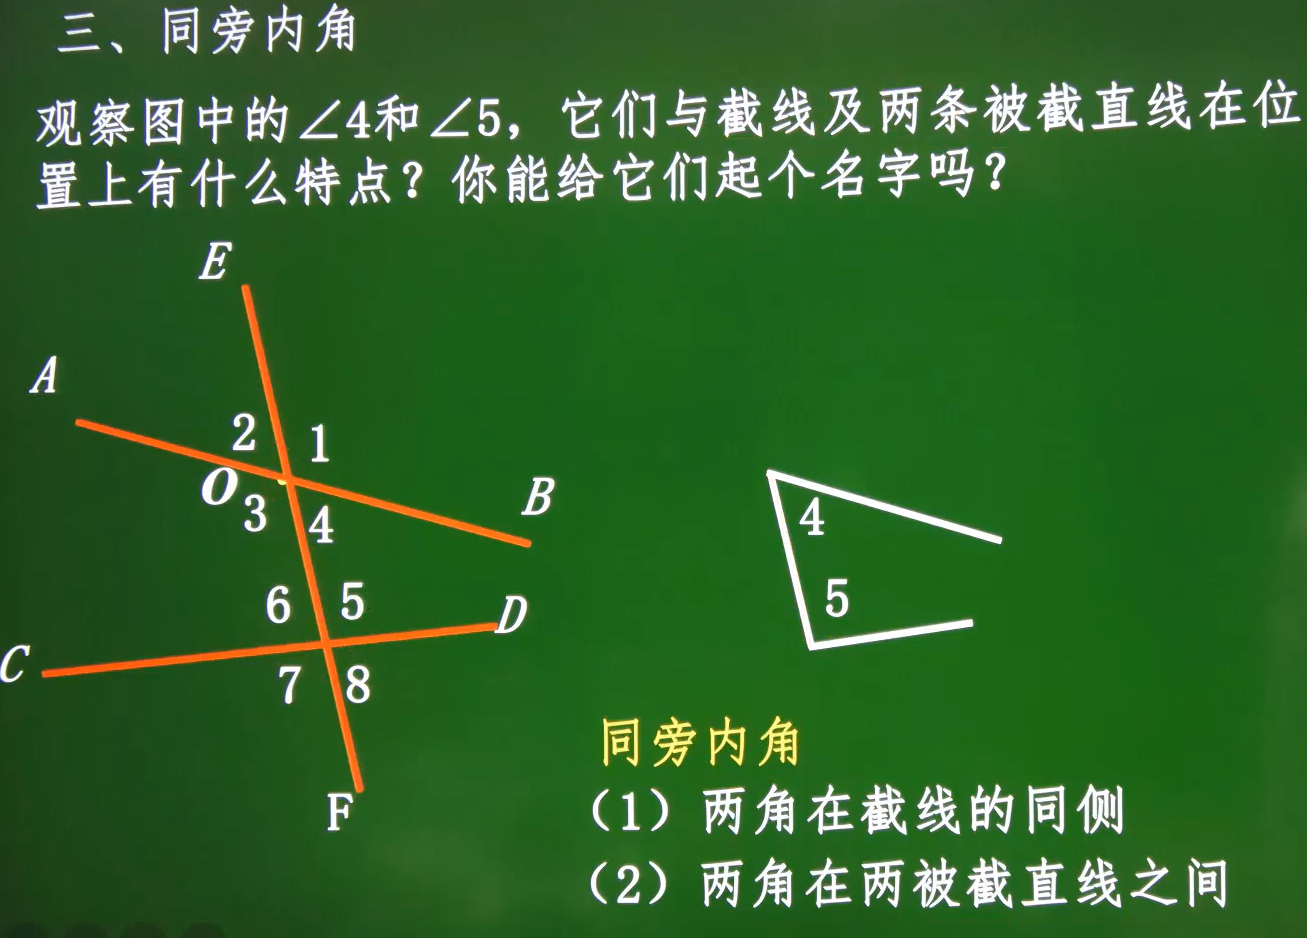 三、同旁内角
观察图中的∠4和∠5，它们与截线及两条被截直线在位
置上有什么特点？你能给它们起个名字吗？
E
A
2 1
O
3 4
B
4
6 5
D
5
C
7 8
F
同旁内角
（1）两角在截线的同侧
（2）两角在两被截直线之间